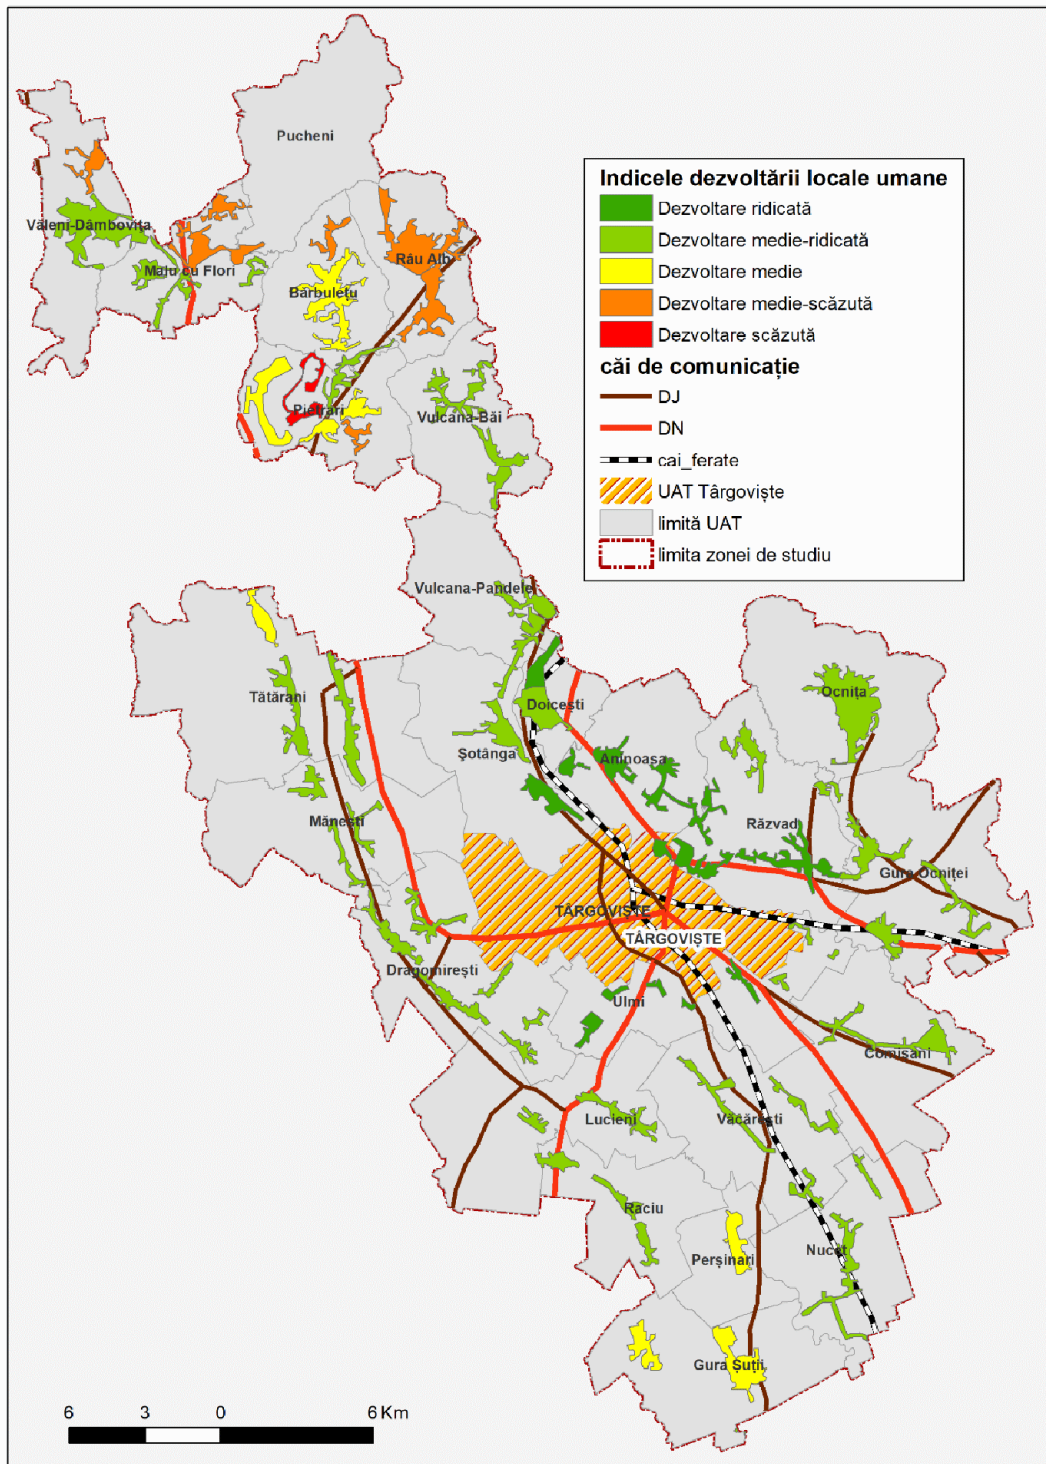 Pucheni
Indicele dezvoltării locale umane
Dezvoltare ridicată
Dezvoltare medie-ridicată
Dezvoltare medie
Dezvoltare medie-scăzută
Dezvoltare scăzută
căi de comunicație
DJ
DN
cai_ferate
UAT Târgoviște
limită UAT
limita zonei de studiu
Văleni-Dâmbovița
Malu cu Flori
Râu Alb
Bărbulețu
Pietrari
Vulcana-Băi
Vulcana-Pandele
Tătărani
Ocnița
Doicești
Șotânga
Aninoasa
Mănești
Răzvad
Gura Ocniței
TÂRGOVIȘTE
TÂRGOVIȘTE
Dragomirești
Ulmi
Comișani
Lucieni
Văcărești
Raciu
Perșinari
Nucet
Gura Șuții
6 3 0 6 Km